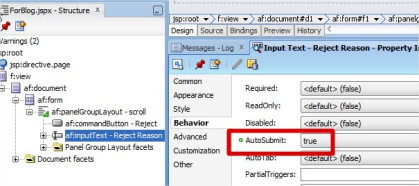 ForBlog.jspx - Structure
Warnings (2)
jsp:root
jsp:directive.page
f:view
af:document
af:form
af:panelGroupLayout - scroll
af:commandButton - Reject
af:inputText - Reject Reason
Panel Group Layout facets
Document facets
jsp:root
f:view
af:document#d1
af:form#f1
af:panel
Design
Source
Bindings
Preview
History
Messages - Log
Input Text - Reject Reason - Property In
Common
Appearance
Style
Behavior
Advanced
Customization
Other
Required:
<default> (false)
ReadOnly:
<default> (false)
Disabled:
<default> (false)
AutoSubmit:
true
AutoTab:
<default> (false)
PartialTriggers: